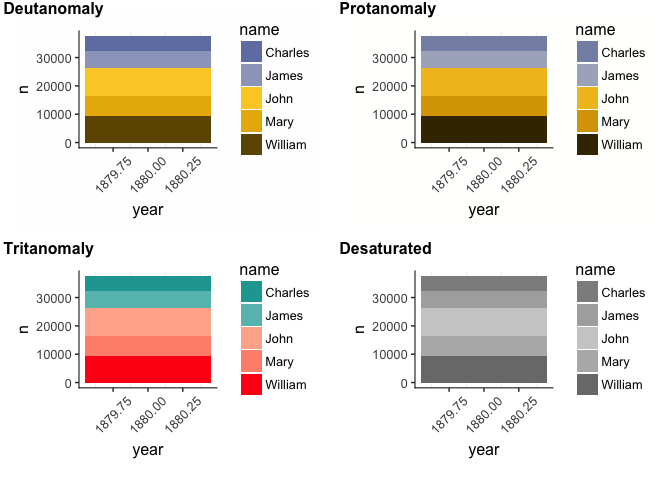 Deutanomaly
name
Charles
James
John
Mary
William
n
30000
20000
10000
0
1879.75
1880.00
1880.25
year
Protanomaly
name
Charles
James
John
Mary
William
n
30000
20000
10000
0
1879.75
1880.00
1880.25
year
Tritanomaly
name
Charles
James
John
Mary
William
n
30000
20000
10000
0
1879.75
1880.00
1880.25
year
Desaturated
name
Charles
James
John
Mary
William
n
30000
20000
10000
0
1879.75
1880.00
1880.25
year